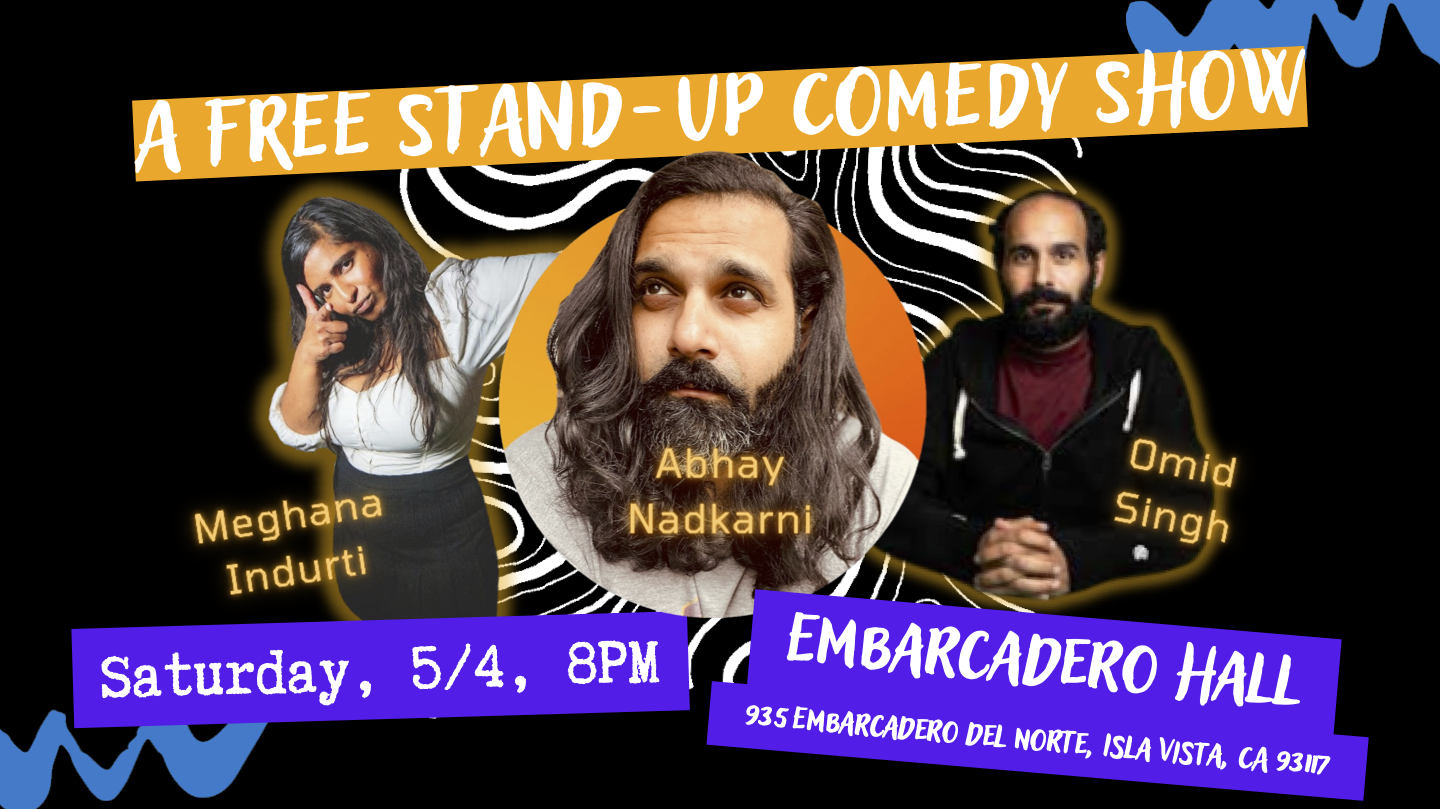 A FREE STAND-UP COMEDY SHOW
Meghana
Indurti
Abhay
Nadkarni
Omid
Singh
Saturday, 5/4, 8PM
EMBARCADERO HALL
935 EMBARCADERO DEL NORTE, ISLA VISTA, CA 93117